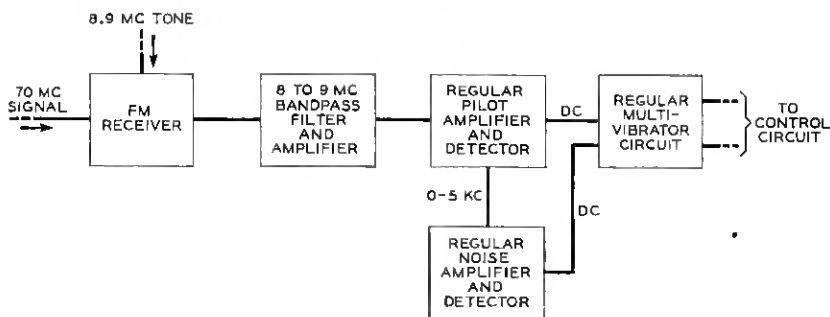 8.9 MC TONE
70 MC
SIGNAL
FM
RECEIVER
8 TO 9 MC
BANDPASS
FILTER
AND
AMPLIFIER
REGULAR
PILOT
AMPLIFIER
AND
DETECTOR
DC
REGULAR
MULTI-
VIBRATOR
CIRCUIT
TO
CONTROL
CIRCUIT
0-5 KC
DC
REGULAR
NOISE
AMPLIFIER
AND
DETECTOR